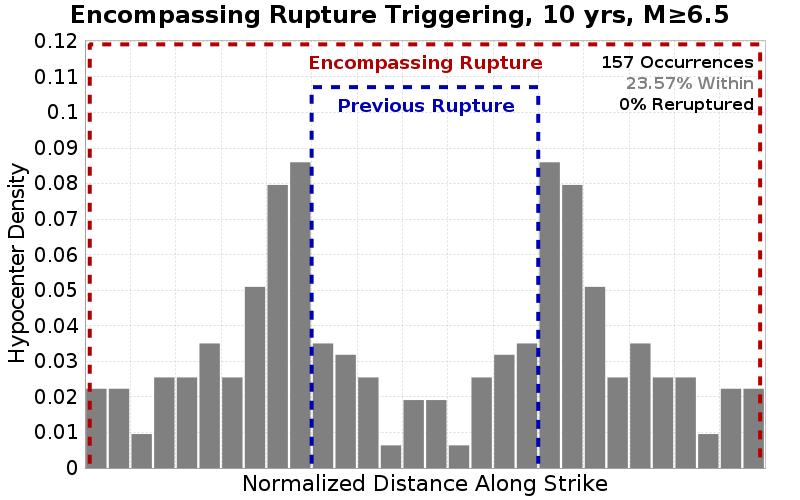 Encompassing Rupture Triggering, 10 yrs, M≥6.5
0.12
0.11
0.1
0.09
0.08
0.07
0.06
0.05
0.04
0.03
0.02
0.01
0
Hypocenter Density
Encompassing Rupture
Previous Rupture
157 Occurrences
23.57% Within
0% Reruptured
Normalized Distance Along Strike